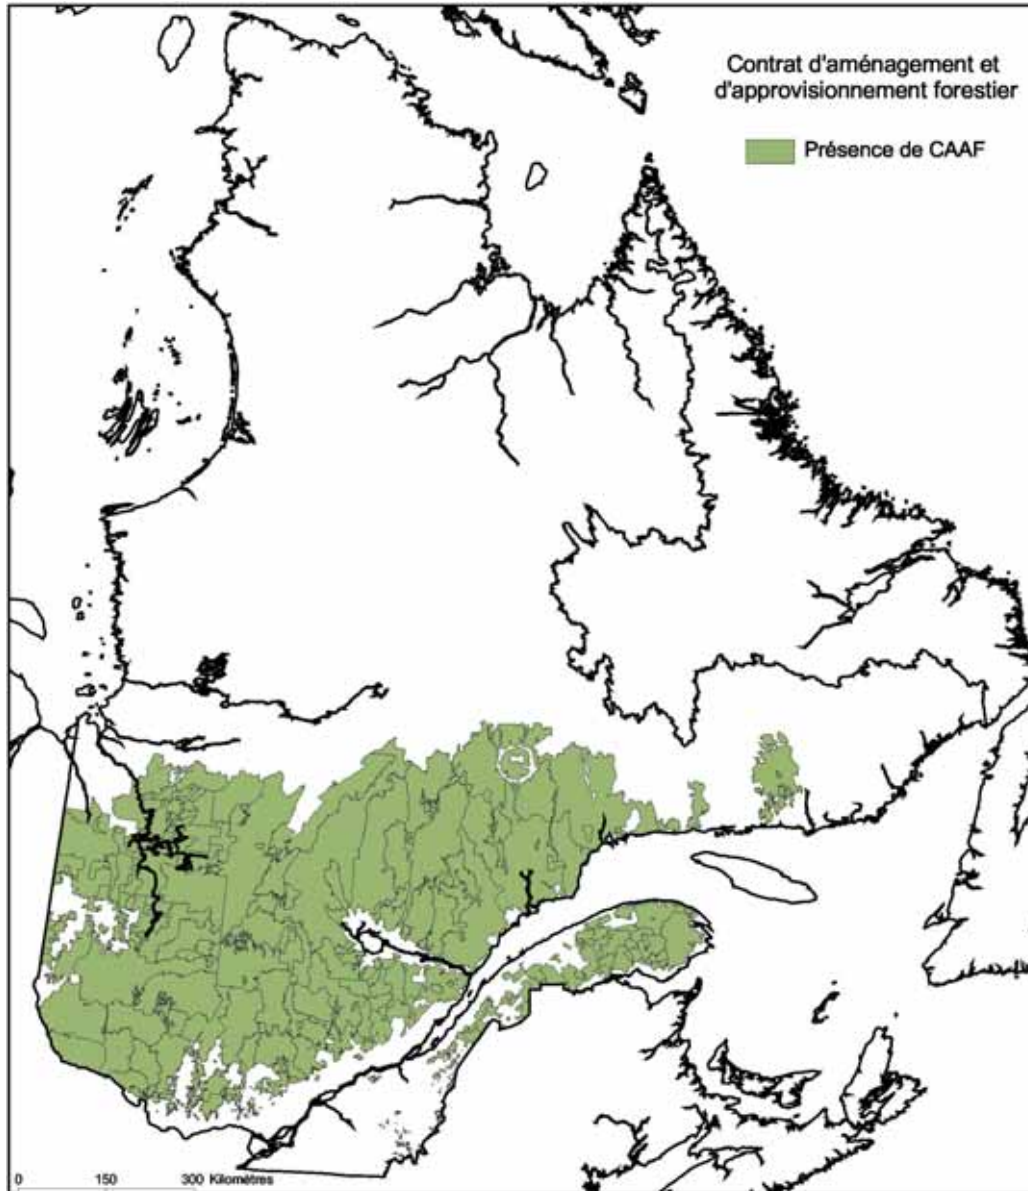 Contrat d'aménagement et
d'approvisionnement forestier
Présence de CAAF
0 150 300 Kilomètres